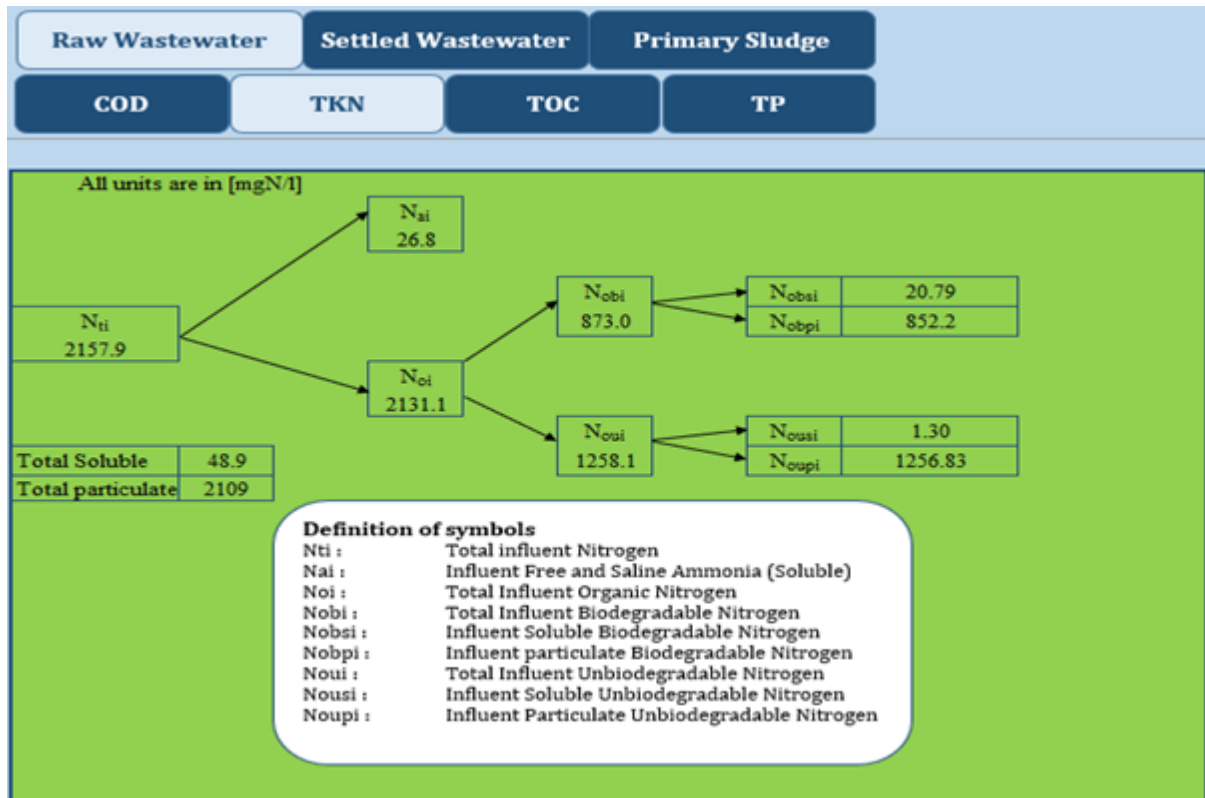 Raw Wastewater Settled Wastewater Primary Sludge
COD TKN TOC TP
All units are in [mgN/l]
Nai
26.8
Nobi
873.0
Nobsi 20.79
Nobpi 852.2
Nti
2157.9
Noi
2131.1
Noui
1258.1
Nousi 1.30
Noupi 1256.83
Total Soluble 48.9
Total particulate 2109
Definition of symbols
Nti : Total influent Nitrogen
Nai : Influent Free and Saline Ammonia (Soluble)
Noi : Total Influent Organic Nitrogen
Nobi : Total Influent Biodegradable Nitrogen
Nobsi : Influent Soluble Biodegradable Nitrogen
Nobpi : Influent particulate Biodegradable Nitrogen
Noui : Total Influent Unbiodegradable Nitrogen
Nousi : Influent Soluble Unbiodegradable Nitrogen
Noupi : Influent Particulate Unbiodegradable Nitrogen